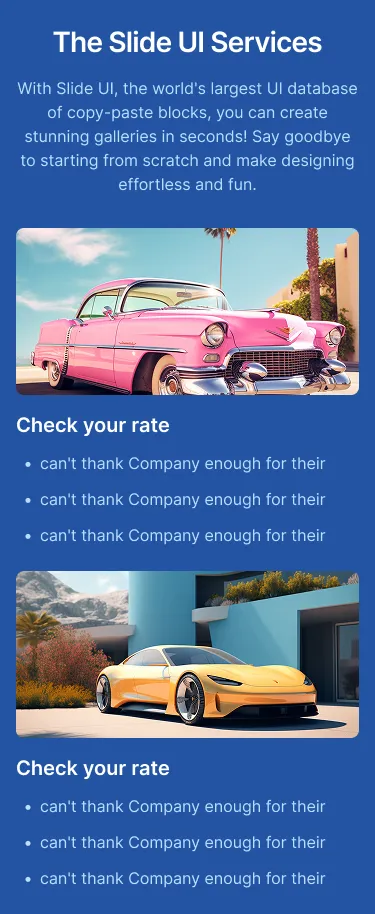 The Slide UI Services
With Slide UI, the world's largest UI database
of copy-paste blocks, you can create
stunning galleries in seconds! Say goodbye
to starting from scratch and make designing
effortless and fun.
Check your rate
• can't thank Company enough for their
• can't thank Company enough for their
• can't thank Company enough for their
Check your rate
• can't thank Company enough for their
• can't thank Company enough for their
• can't thank Company enough for their